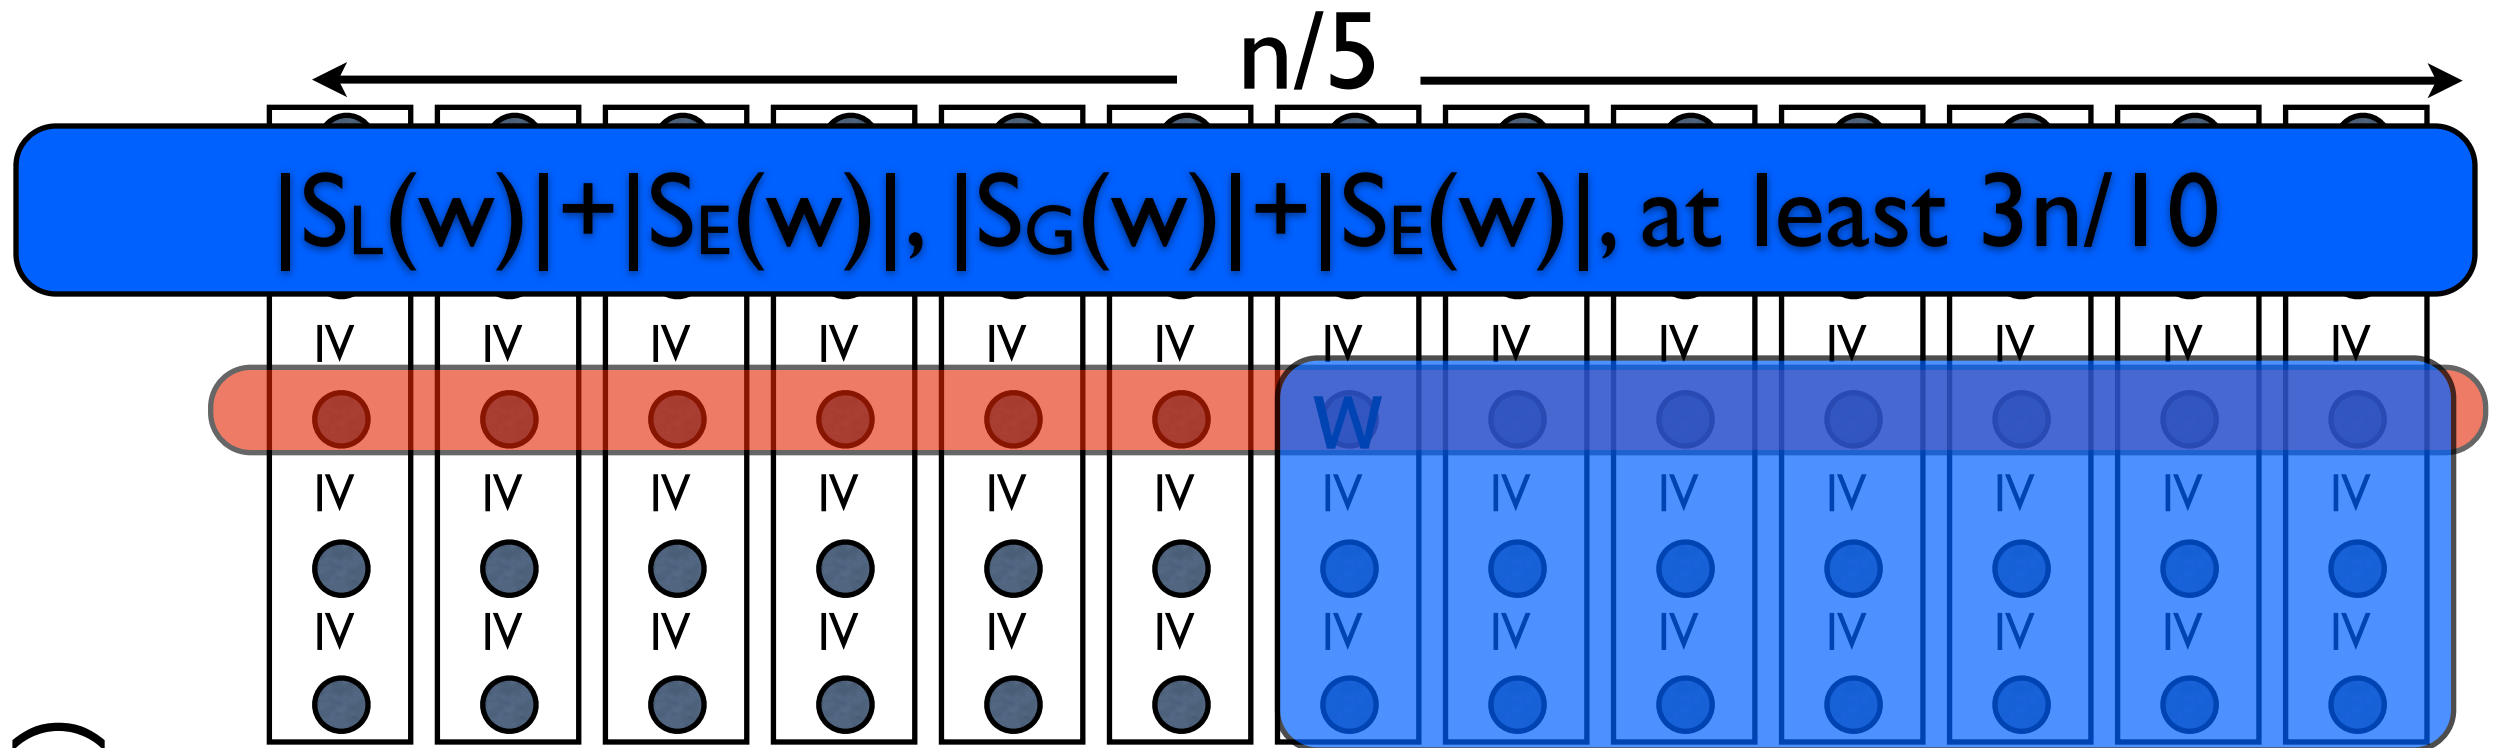 n/5
|SL(w)|+|SE(w)|, |SG(w)|+|SE(w)|, at least 3n/10
≤ ≤ ≤ ≤ ≤ ≤ ≤ ≤ ≤ ≤ ≤ ≤ ≤
w
≤ ≤ ≤ ≤ ≤ ≤ ≤ ≤ ≤ ≤ ≤ ≤ ≤
≤ ≤ ≤ ≤ ≤ ≤ ≤ ≤ ≤ ≤ ≤ ≤ ≤